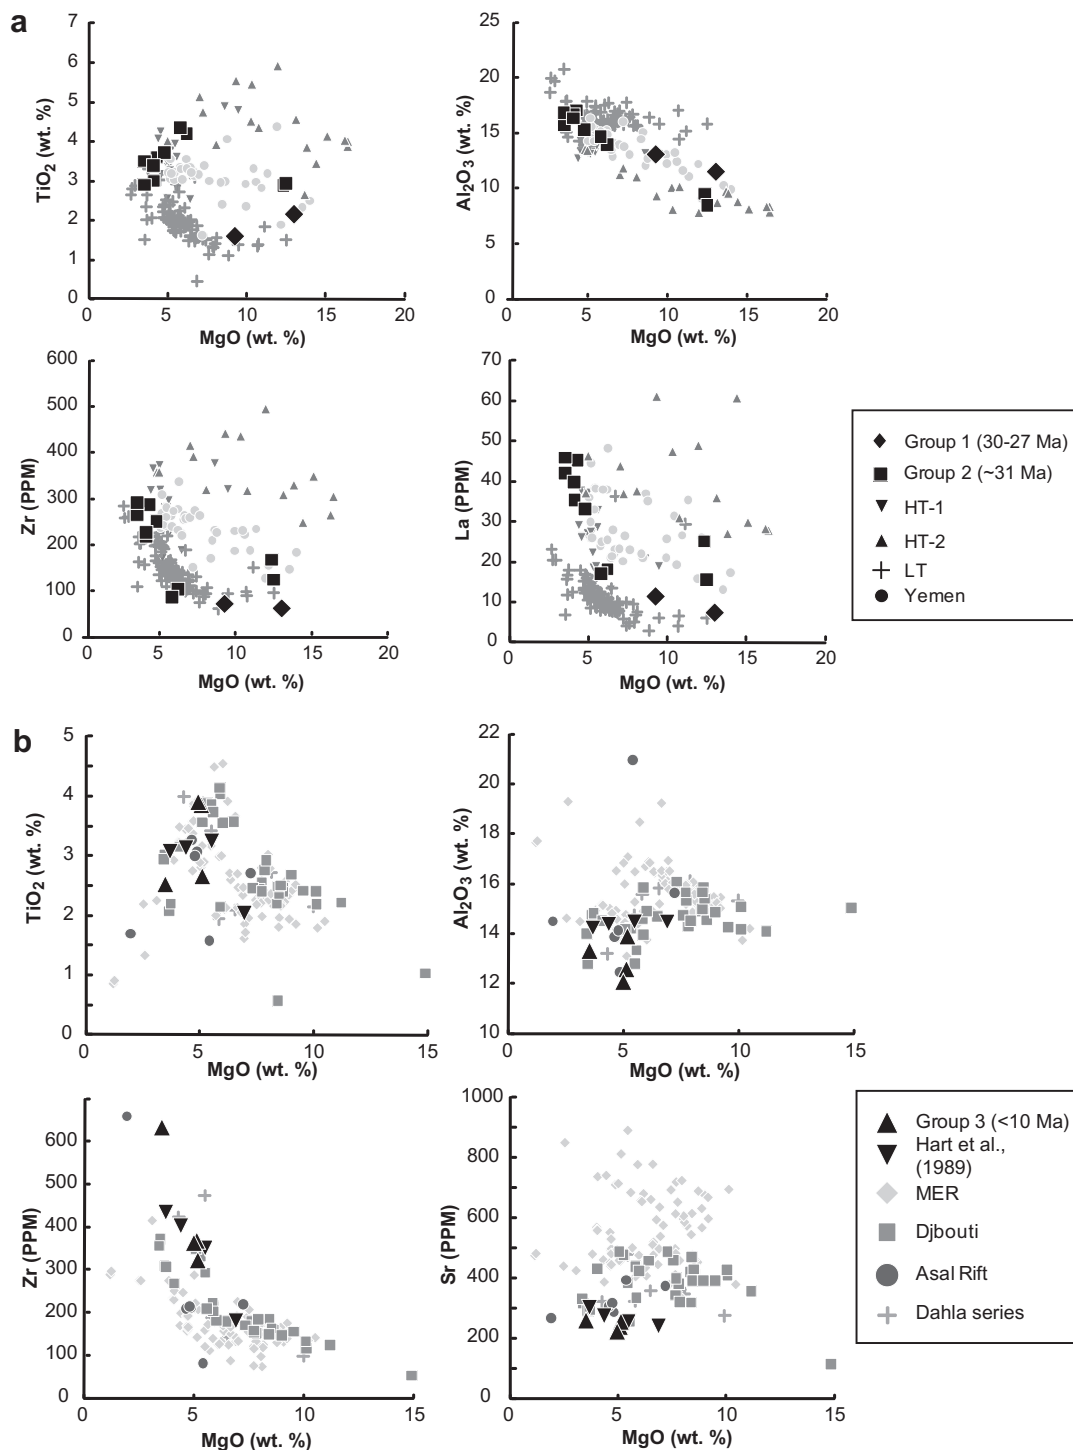 a
7
6
5
4
3
2
1
0
TiO2 (wt. %)
0 5 10 15 20
MgO (wt. %)
25
20
15
10
5
0
Al2O3 (wt. %)
0 5 10 15 20
MgO (wt. %)
600
500
400
300
200
100
0
Zr (PPM)
0 5 10 15 20
MgO (wt. %)
70
60
50
40
30
20
10
0
La (PPM)
0 5 10 15 20
MgO (wt. %)
Group 1 (30-27 Ma)
Group 2 (~31 Ma)
HT-1
HT-2
LT
Yemen
b
5
4
3
2
1
0
TiO2 (wt. %)
0 5 10 15
MgO (wt. %)
22
20
18
16
14
12
10
Al2O3 (wt. %)
0 5 10 15
MgO (wt. %)
600
500
400
300
200
100
0
Zr (PPM)
0 5 10 15
MgO (wt. %)
1000
800
600
400
200
0
Sr (PPM)
0 5 10 15
MgO (wt. %)
Group 3 (<10 Ma)
Hart et al.,
(1989)
MER
Djbouti
Asal Rift
Dahla series